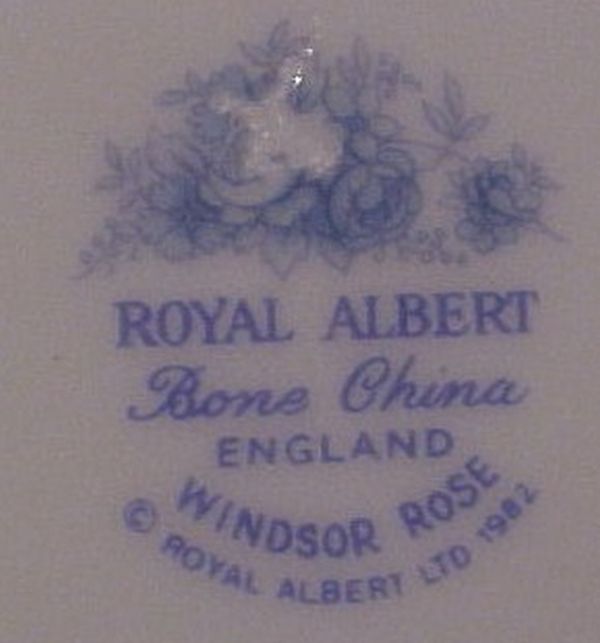 ROYAL ALBERT
Bone China
ENGLAND
WINDSOR ROSE
© ROYAL ALBERT LTD 1982